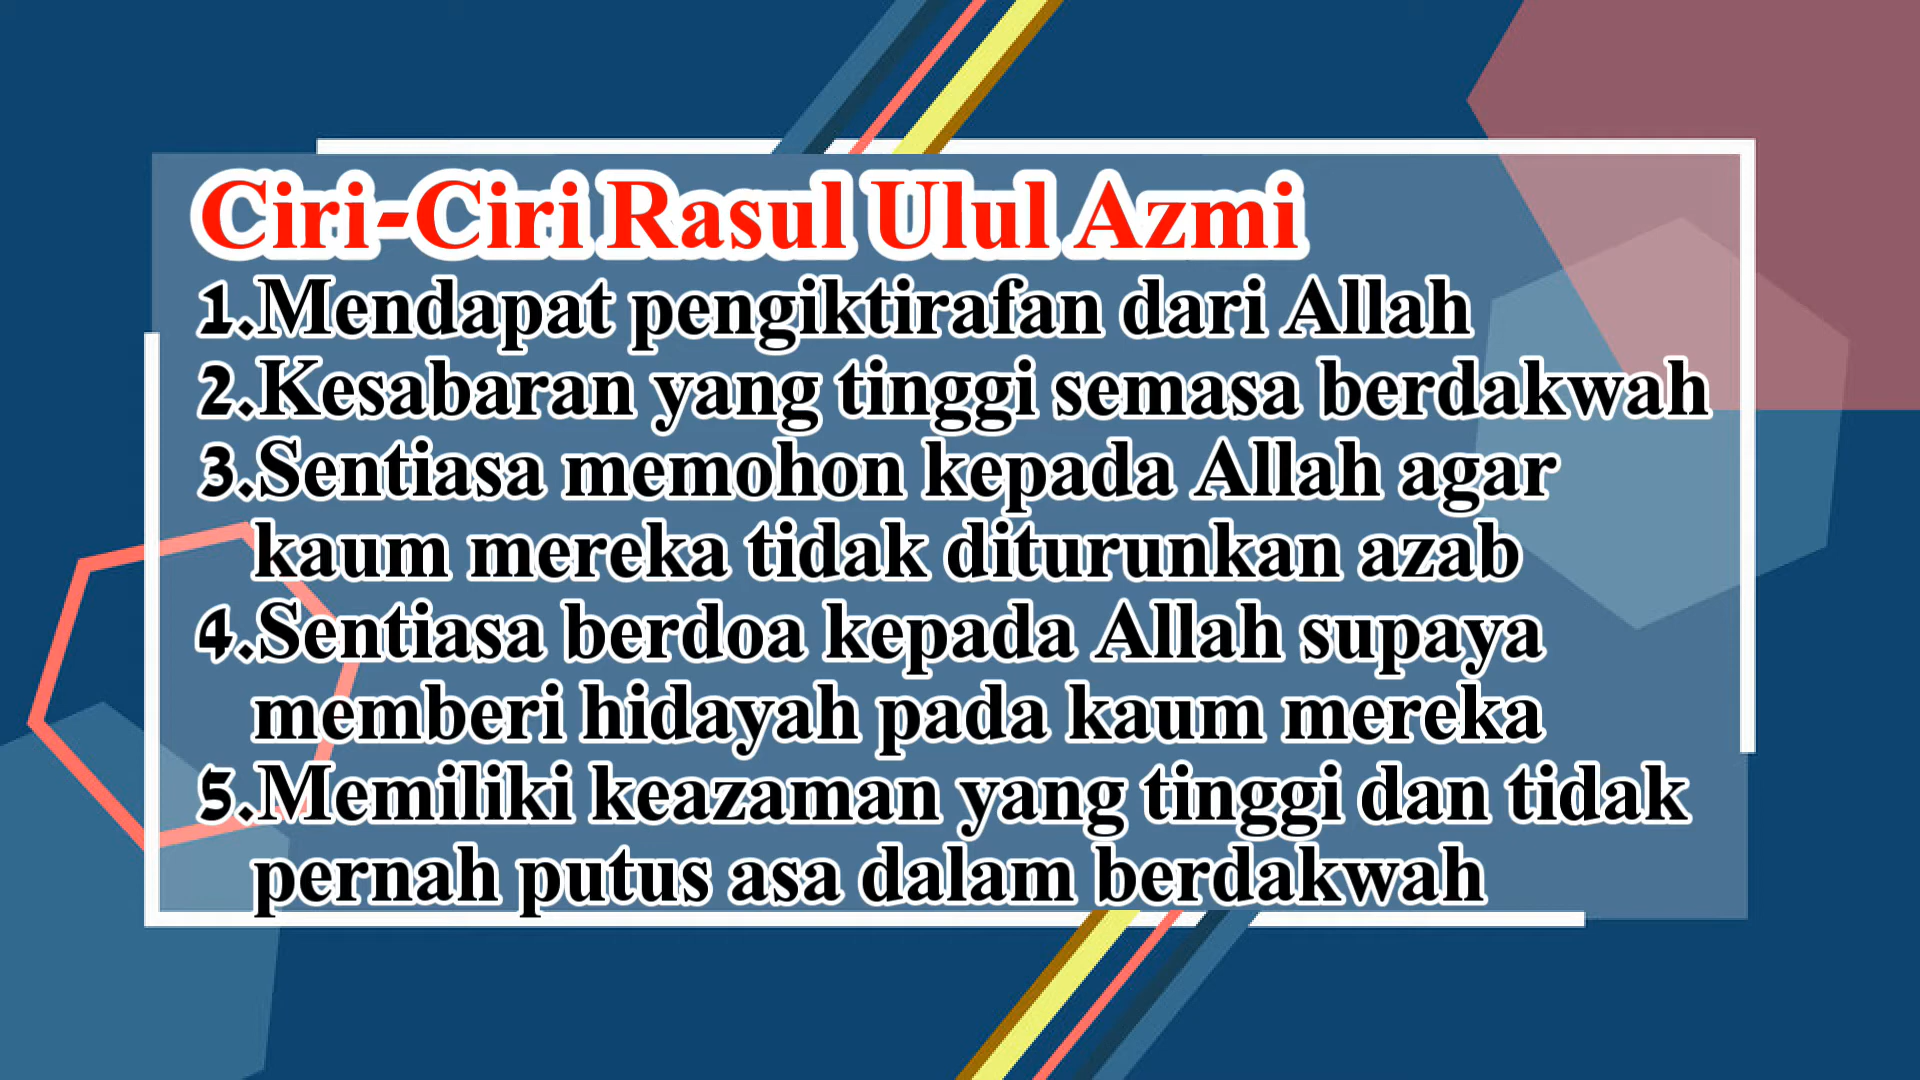 Ciri-Ciri Rasul Ulul Azmi
1.Mendapat pengiktirafan dari Allah
2.Kesabaran yang tinggi semasa berdakwah
3.Sentiasa memohon kepada Allah agar
kaum mereka tidak diturunkan azab
4.Sentiasa berdoa kepada Allah supaya
memberi hidayah pada kaum mereka
5.Memiliki keazaman yang tinggi dan tidak
pernah putus asa dalam berdakwah